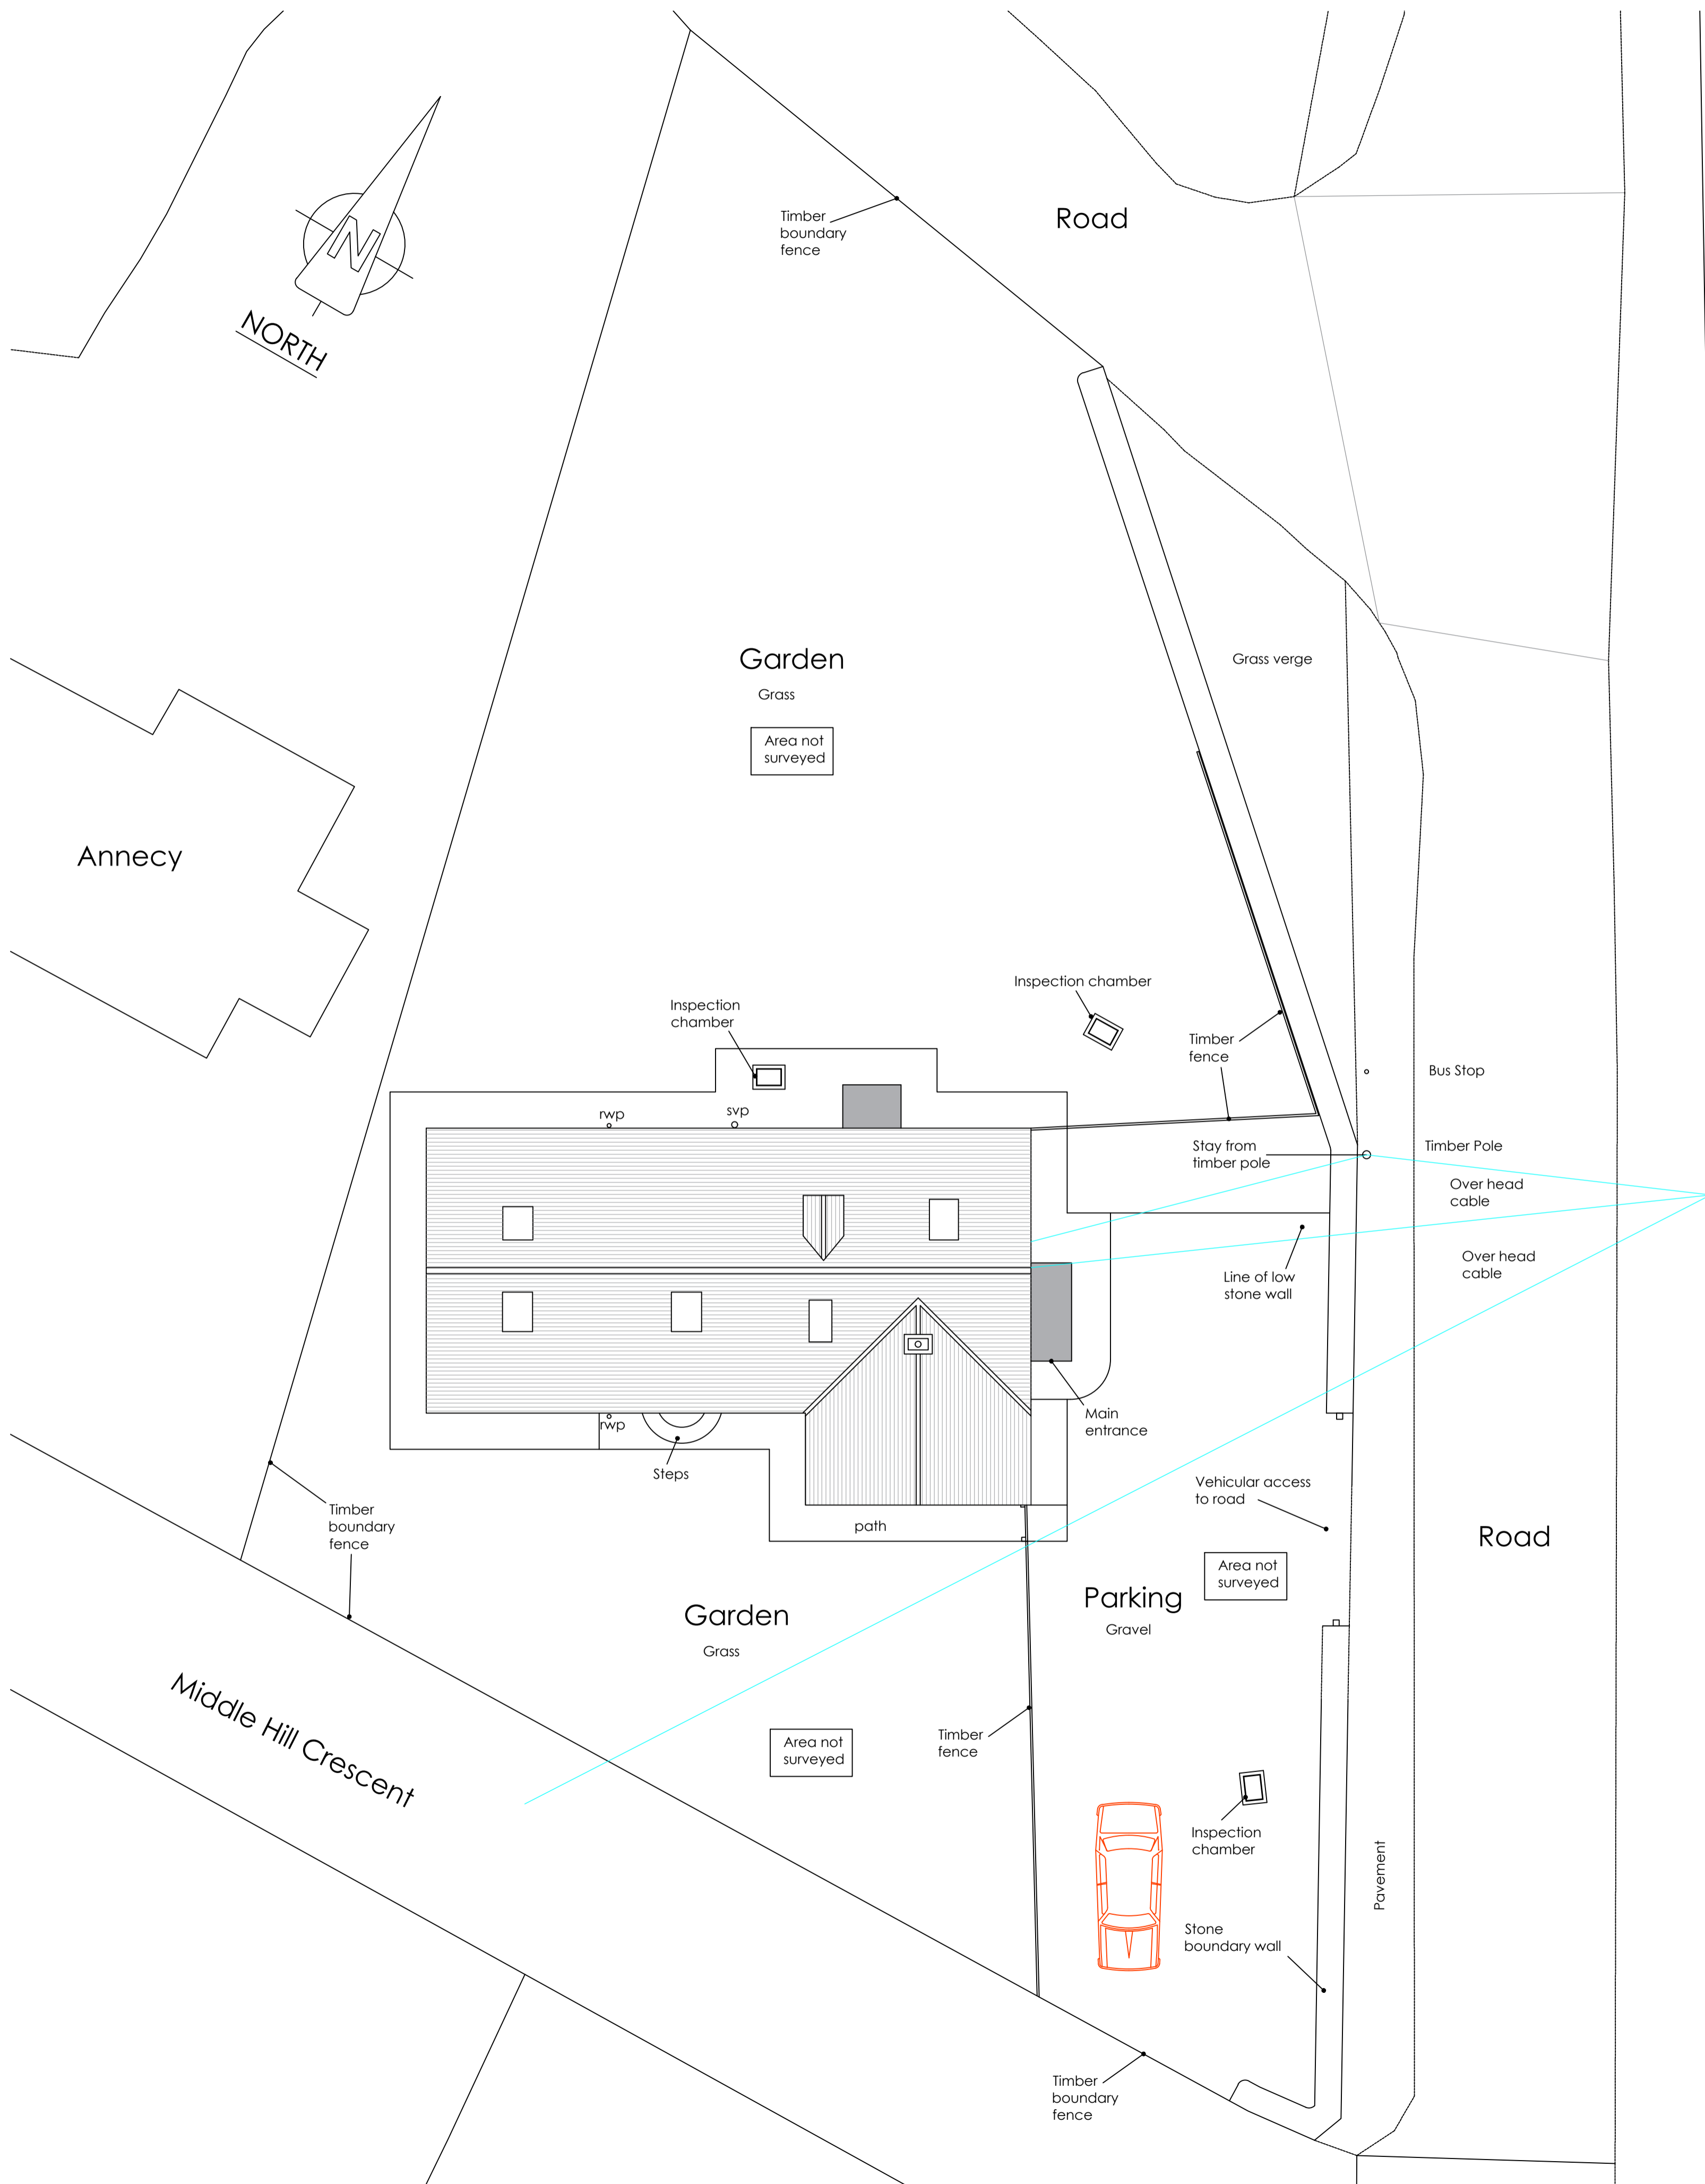 Timber
boundary
fence
Road
N
NORTH
Garden
Grass
Area not
surveyed
Grass verge
Annecy
Inspection chamber
Inspection
chamber
Timber
fence
Bus Stop
rwp
svp
Stay from
timber pole
Timber Pole
Over head
cable
Over head
cable
Line of low
stone wall
Main
entrance
rwp
Steps
Vehicular access
to road
Timber
boundary
fence
path
Road
Area not
surveyed
Parking
Gravel
Garden
Grass
Middle Hill Crescent
Area not
surveyed
Timber
fence
Inspection
chamber
Pavement
Stone
boundary wall
Timber
boundary
fence